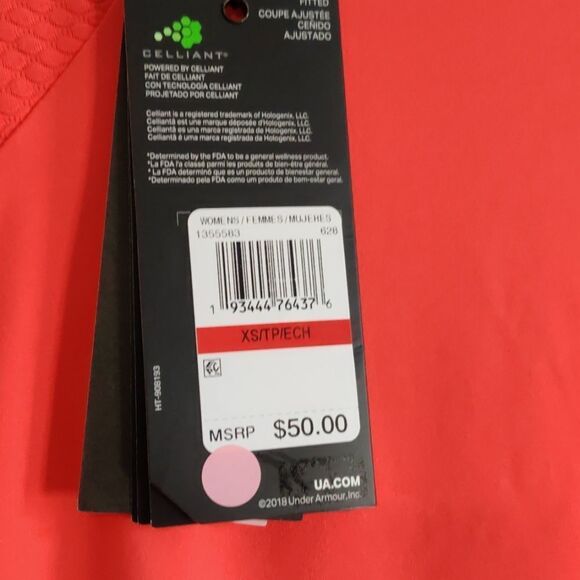 FITTED
COUPE AJUSTÉE
CEÑIDO
AJUSTADO
CELLIANT®
POWERED BY CELLIANT
FAIT DE CELLIANT
CON TECNOLOGÍA CELLIANT
PROJETADO POR CELLIANT
Celliant is a registered trademark of Hologenix, LLC.
Celliantà est une marque déposée d'Hologenix, LLC.
Celliantà es una marca registrada de Hologenix, LLC.
Celliantà é uma marca registrada da Hologenix, LLC.
*Determined by the FDA to be a general wellness product.
*La FDA l'a classé parmi les produits de bien-être général.
* La FDA determinó que es un producto de bienestar general.
*Determinado pela FDA como um produto de bem-estar geral.
WOMENS/FEMMES/MUJERES
1355583 628
1 93444 76437 6
XS/TP/ECH
HT-908193
MSRP $50.00
UA.COM
©2018 Under Armour, Inc.